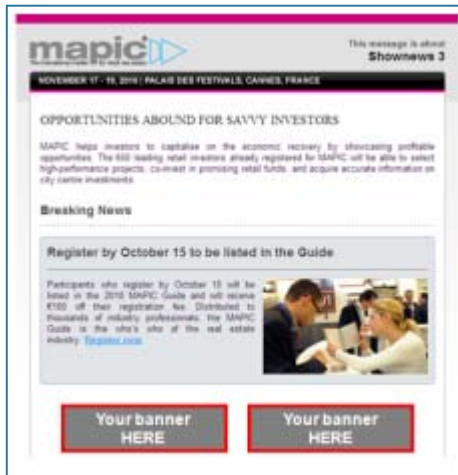 mapic
This message is about
Shownews 3
NOVEMBER 17 - 19, 2010 | PALAIS DES FESTIVALS, CANNES, FRANCE
OPPORTUNITIES ABOUND FOR SAVVY INVESTORS
MAPIC helps investors to capitalise on the economic recovery by showcasing profitable
opportunities. The 600 leading retail investors already registered for MAPIC will be able to select
high-performance projects, co-invest in promising retail funds, and acquire accurate information on
city centre investments.
Breaking News
Register by October 15 to be listed in the Guide
Participants who register by October 15 will be
listed in the 2010 MAPIC Guide and will receive
€100 off their registration fee. Distributed to
thousands of industry professionals, the MAPIC
Guide is the who's who of the real estate
industry. Register now
Your banner
HERE
Your banner
HERE